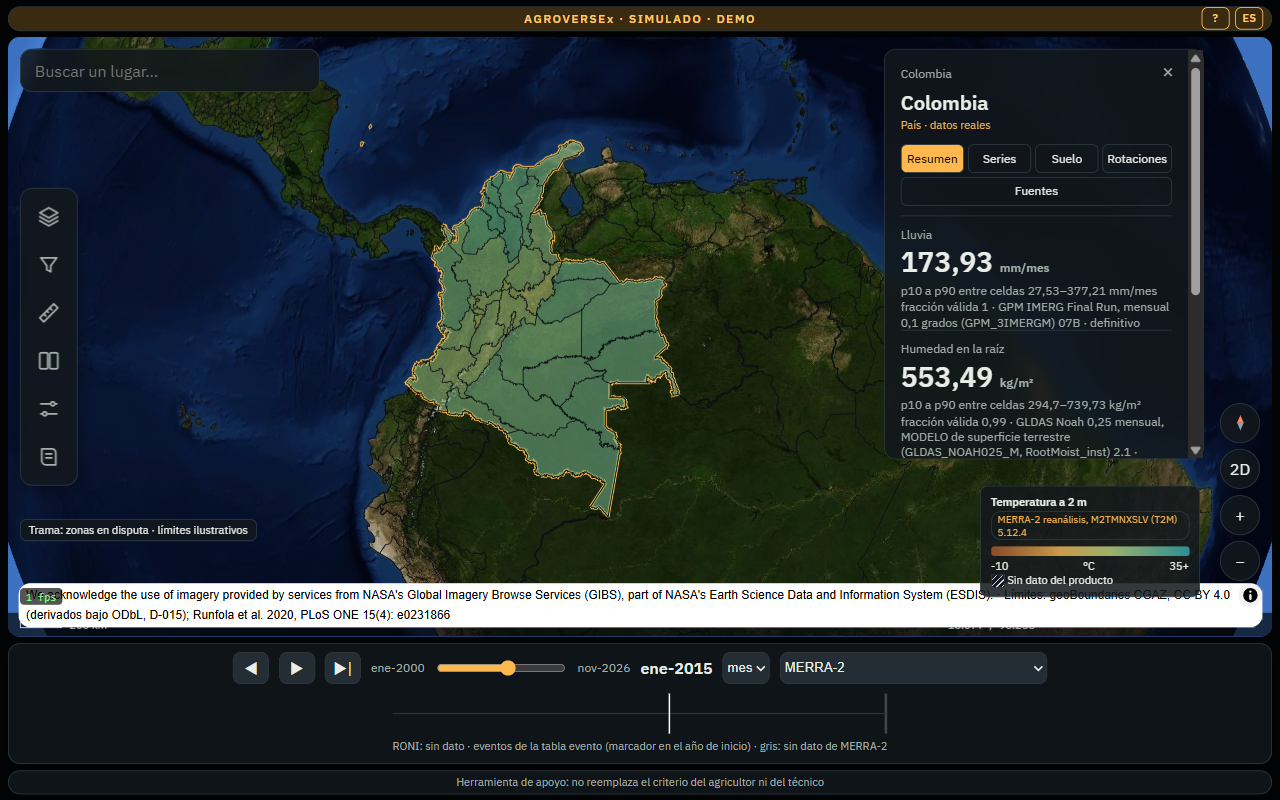 AGROVERSEx · SIMULADO · DEMO
?
ES
Buscar un lugar...
Colombia
Colombia
País · datos reales
Resumen
Series
Suelo
Rotaciones
Fuentes
Lluvia
173,93 mm/mes
p10 a p90 entre celdas 27,53–377,21 mm/mes
fracción válida 1 · GPM IMERG Final Run, mensual
0,1 grados (GPM_3IMERGM) 07B · definitivo
Humedad en la raíz
553,49 kg/m²
p10 a p90 entre celdas 294,7–739,73 kg/m²
fracción válida 0,99 · GLDAS Noah 0,25 mensual,
MODELO de superficie terrestre
(GLDAS_NOAH025_M, RootMoist_inst) 2.1 ·
2D
+
−
Temperatura a 2 m
MERRA-2 reanálisis, M2TMNXSLV (T2M)
5.12.4
-10
ºC
35+
Sin dato del producto
Trama: zonas en disputa · límites ilustrativos
1 fps
acknowledge the use of imagery provided by services from NASA's Global Imagery Browse Services (GIBS), part of NASA's Earth Science Data and Information System (ESDIS). · Límites: geoBoundaries CGAZ, CC BY 4.0
(derivados bajo ODbL, D-015); Runfola et al. 2020, PLoS ONE 15(4): e0231866
ene-2000
nov-2026
ene-2015
mes
MERRA-2
RONI: sin dato · eventos de la tabla evento (marcador en el año de inicio) · gris: sin dato de MERRA-2
Herramienta de apoyo: no reemplaza el criterio del agricultor ni del técnico